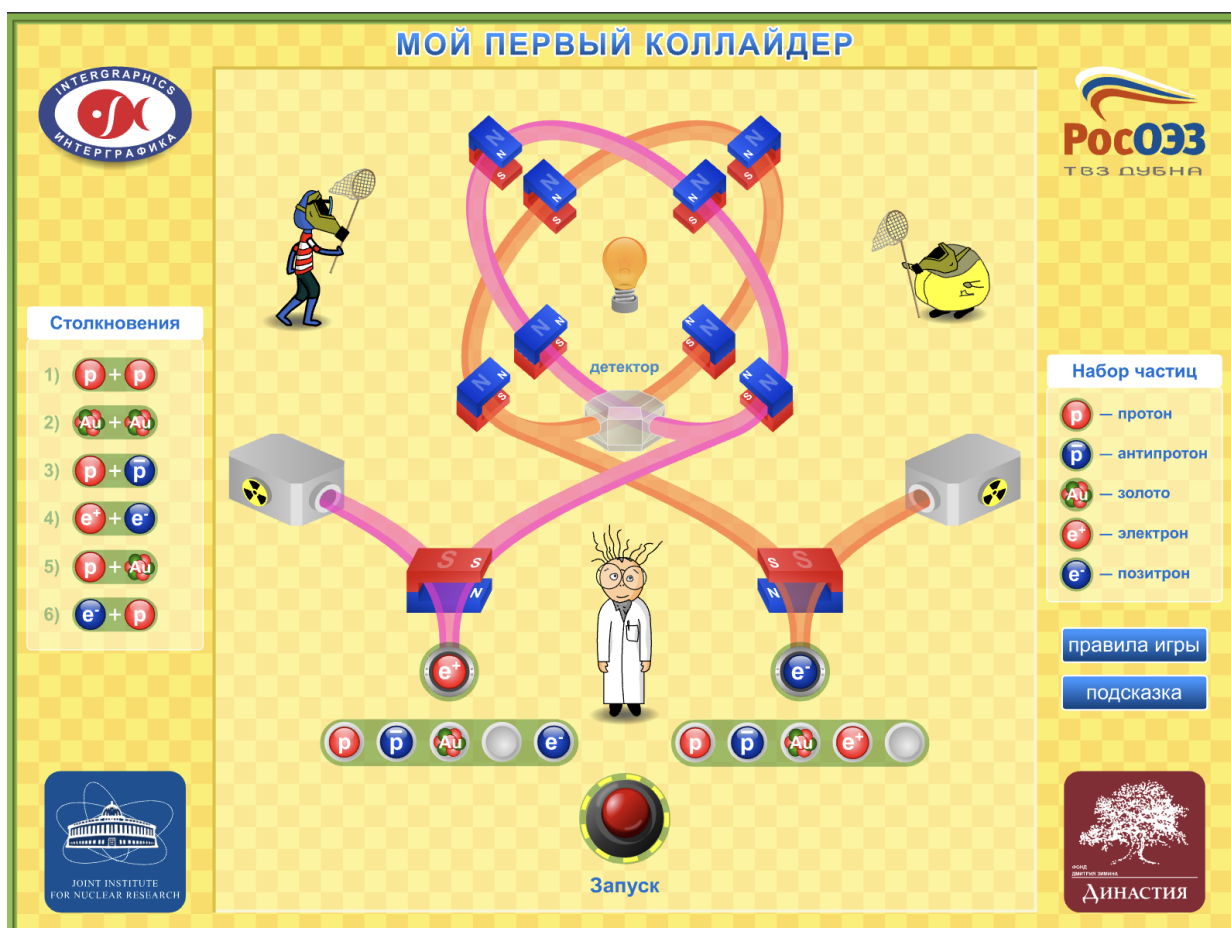 МОЙ ПЕРВЫЙ КОЛЛАЙДЕР
INTERGRAPHICS
ИНТЕРГРАФИКА
РосОЭЗ
ТВЗ ДУБНА
Столкновения
1) p + p
2) Au + Au
3) p + p̅
4) e⁺ + e⁻
5) p + Au
6) e⁻ + p
N
N
S
N
N
S
N
N
S
N
N
S
N
N
S
N
N
S
N
N
S
N
N
S
детектор
S
S
N
S
S
N
e⁺
e⁻
p p̅ Au e⁻
p p̅ Au e⁺
Запуск
Набор частиц
p — протон
p̅ — антипротон
Au — золото
e⁺ — электрон
e⁻ — позитрон
правила игры
подсказка
JOINT INSTITUTE
FOR NUCLEAR RESEARCH
ФОНД
ДМИТРИЯ ЗИМИНА
ДИНАСТИЯ